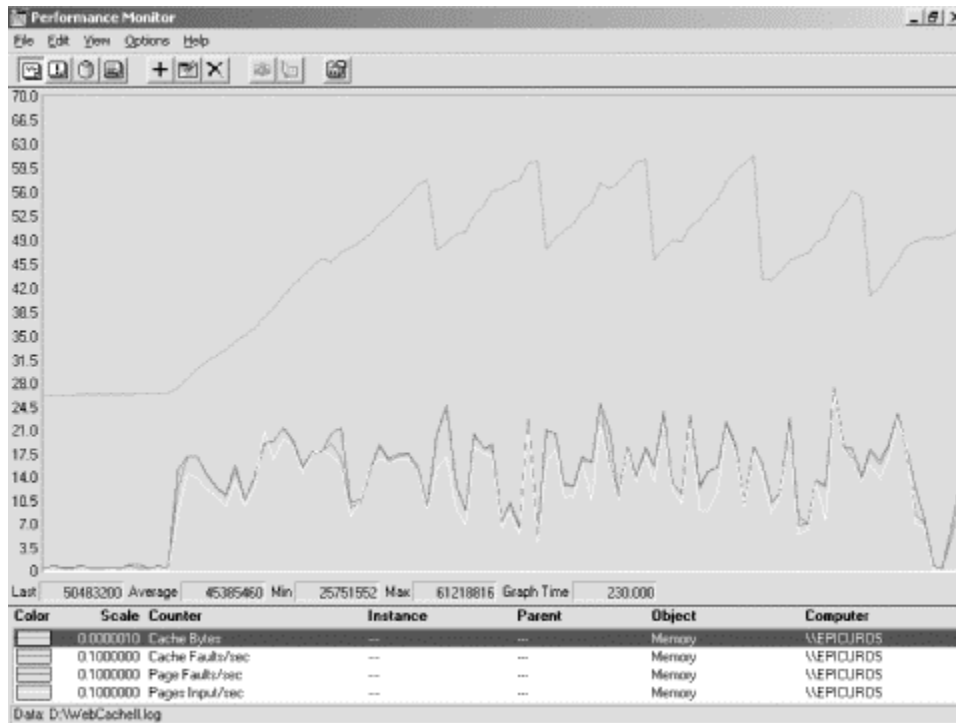 Performance Monitor
File Edit View Options Help
70.0
66.5
63.0
59.5
56.0
52.5
49.0
45.5
42.0
38.5
35.0
31.5
28.0
24.5
21.0
17.5
14.0
10.5
7.0
3.5
0
Last 50483200 Average 45385460 Min 25751552 Max 61218816 Graph Time 230.000
Color Scale Counter Instance Parent Object Computer
0.0000010 Cache Bytes --- --- Memory \\EPICUROS
0.1000000 Cache Faults/sec --- --- Memory \\EPICUROS
0.1000000 Page Faults/sec --- --- Memory \\EPICUROS
0.1000000 Pages Input/sec --- --- Memory \\EPICUROS
Data: D:\WebCacheII.log